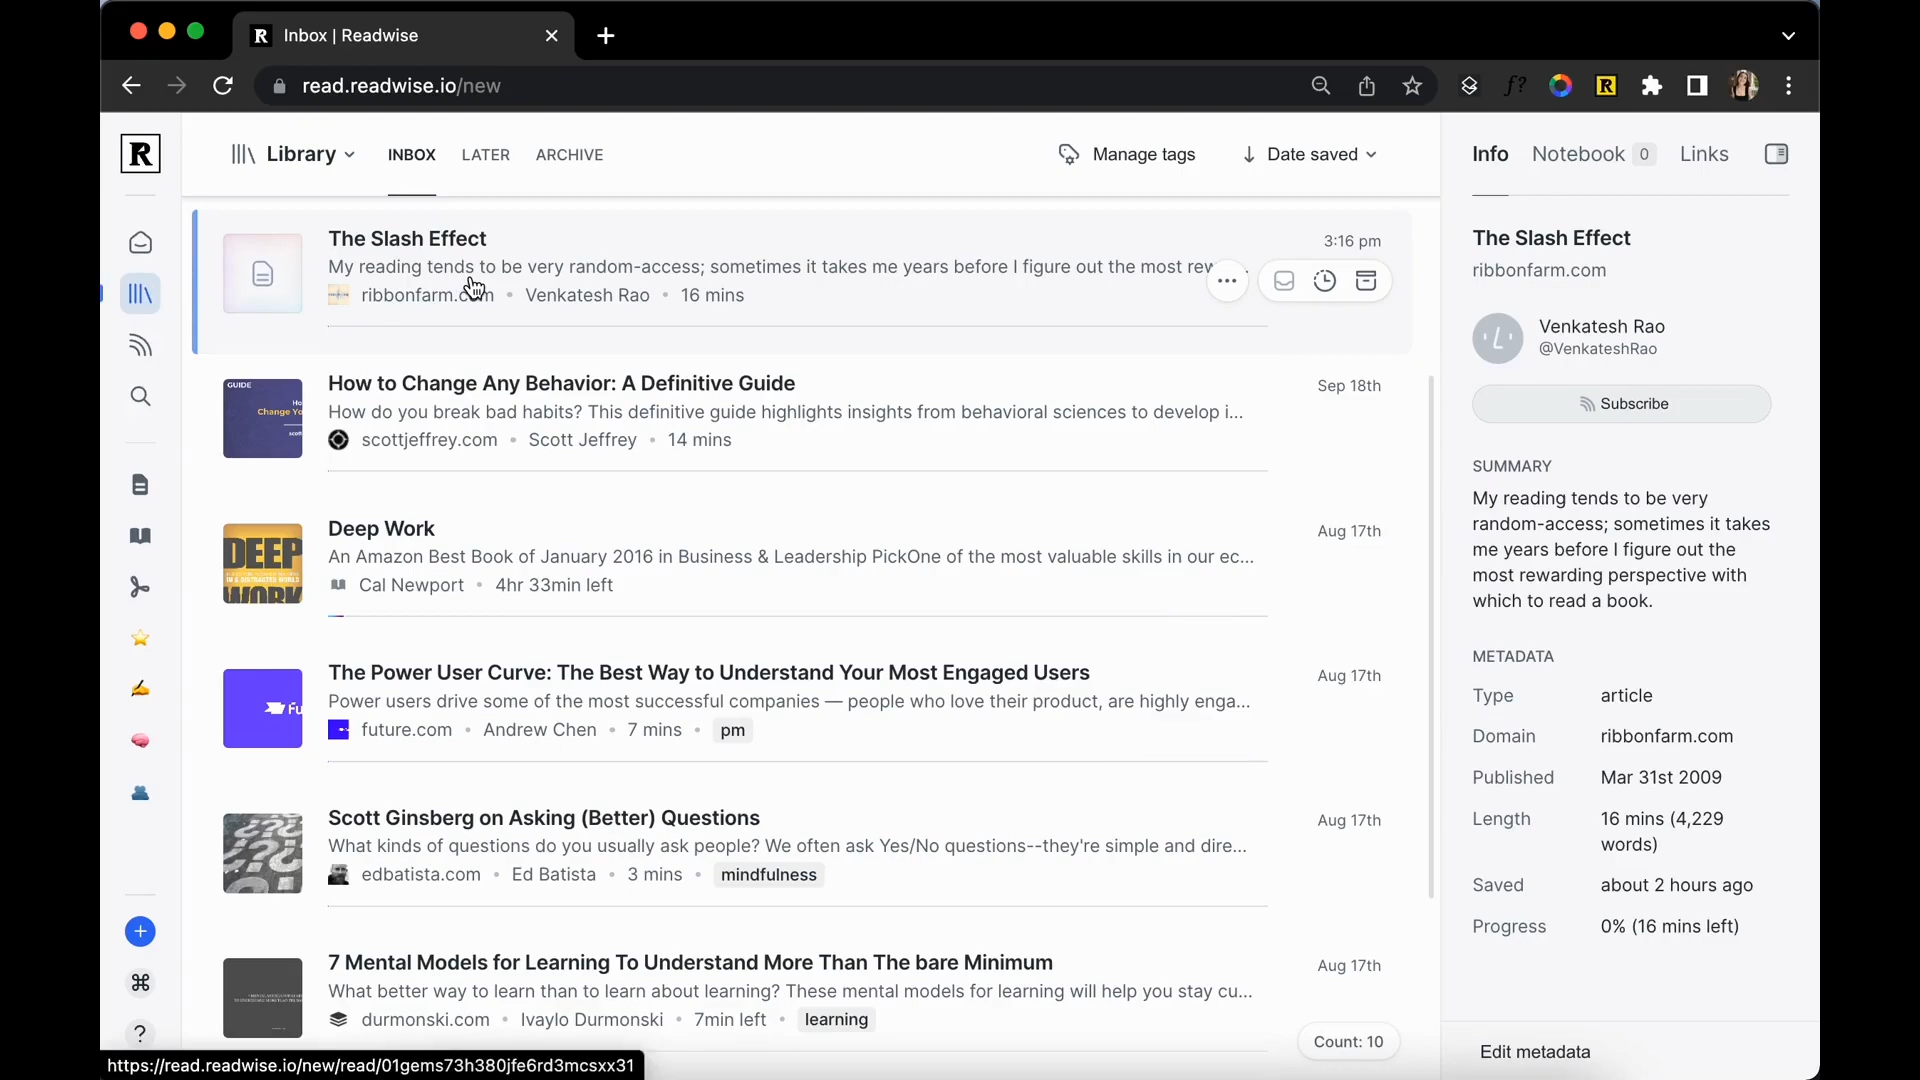 Inbox | Readwise
read.readwise.io/new
Library
INBOX
LATER
ARCHIVE
Manage tags
Date saved
Info
Notebook 0
Links
The Slash Effect
3:16 pm
My reading tends to be very random-access; sometimes it takes me years before I figure out the most rew
ribbonfarm.com • Venkatesh Rao • 16 mins
How to Change Any Behavior: A Definitive Guide
Sep 18th
How do you break bad habits? This definitive guide highlights insights from behavioral sciences to develop i...
scottjeffrey.com • Scott Jeffrey • 14 mins
GUIDE
Deep Work
Aug 17th
An Amazon Best Book of January 2016 in Business & Leadership PickOne of the most valuable skills in our ec...
Cal Newport • 4hr 33min left
DEEP
WORK
The Power User Curve: The Best Way to Understand Your Most Engaged Users
Aug 17th
Power users drive some of the most successful companies — people who love their product, are highly enga...
future.com • Andrew Chen • 7 mins • pm
Fu
Scott Ginsberg on Asking (Better) Questions
Aug 17th
What kinds of questions do you usually ask people? We often ask Yes/No questions--they're simple and dire...
edbatista.com • Ed Batista • 3 mins • mindfulness
7 Mental Models for Learning To Understand More Than The bare Minimum
Aug 17th
What better way to learn than to learn about learning? These mental models for learning will help you stay cu...
durmonski.com • Ivaylo Durmonski • 7min left • learning
Count: 10
https://read.readwise.io/new/read/01gems73h380jfe6rd3mcsxx31
The Slash Effect
ribbonfarm.com
Venkatesh Rao
@VenkateshRao
Subscribe
SUMMARY
My reading tends to be very
random-access; sometimes it takes
me years before I figure out the
most rewarding perspective with
which to read a book.
METADATA
Type article
Domain ribbonfarm.com
Published Mar 31st 2009
Length 16 mins (4,229
words)
Saved about 2 hours ago
Progress 0% (16 mins left)
Edit metadata